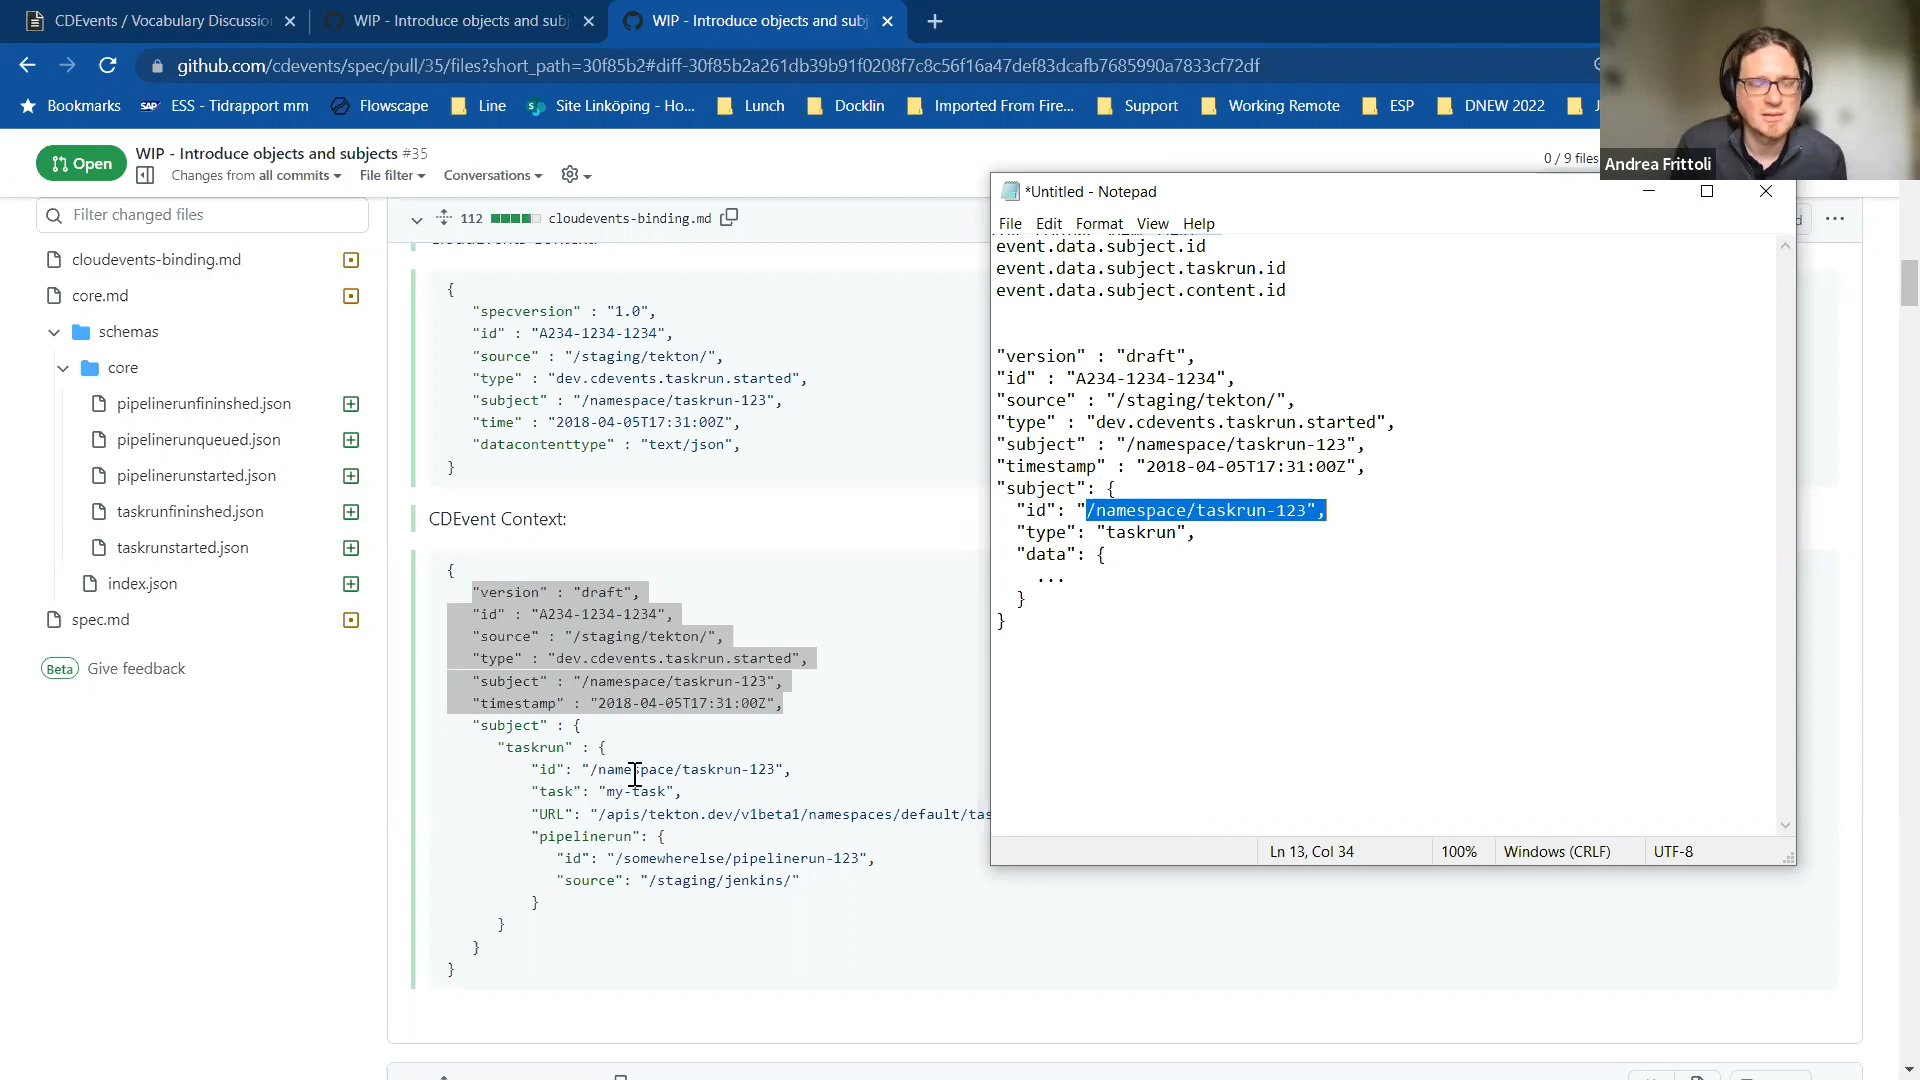 CDEvents / Vocabulary Discussio
WIP - Introduce objects and sub
WIP - Introduce objects and sub
github.com/cdevents/spec/pull/35/files?short_path=30f85b2#diff-30f85b2a261db39b91f0208f7c8c56f16a47def83dcafb7685990a7833cf72df
Bookmarks
SAP
ESS - Tidrapport mm
Flowscape
Line
Site Linköping - Ho...
Lunch
Docklin
Imported From Fire...
Support
Working Remote
ESP
DNEW 2022
Andrea Frittoli
Open
WIP - Introduce objects and subjects #35
Changes from all commits
File filter
Conversations
0 / 9 files
Filter changed files
cloudevents-binding.md
core.md
schemas
core
pipelinerunfininshed.json
pipelinerunqueued.json
pipelinerunstarted.json
taskrunfininshed.json
taskrunstarted.json
index.json
spec.md
Beta Give feedback
112 cloudevents-binding.md
{
"specversion" : "1.0",
"id" : "A234-1234-1234",
"source" : "/staging/tekton/",
"type" : "dev.cdevents.taskrun.started",
"subject" : "/namespace/taskrun-123",
"time" : "2018-04-05T17:31:00Z",
"datacontenttype" : "text/json",
}
CDEvent Context:
{
"version" : "draft",
"id" : "A234-1234-1234",
"source" : "/staging/tekton/",
"type" : "dev.cdevents.taskrun.started",
"subject" : "/namespace/taskrun-123",
"timestamp" : "2018-04-05T17:31:00Z",
"subject" : {
"taskrun" : {
"id": "/namespace/taskrun-123",
"task": "my-task",
"URL": "/apis/tekton.dev/v1beta1/namespaces/default/tas
"pipelinerun": {
"id": "/somewherelse/pipelinerun-123",
"source": "/staging/jenkins/"
}
}
}
}
*Untitled - Notepad
File Edit Format View Help
event.data.subject.id
event.data.subject.taskrun.id
event.data.subject.content.id
"version" : "draft",
"id" : "A234-1234-1234",
"source" : "/staging/tekton/",
"type" : "dev.cdevents.taskrun.started",
"subject" : "/namespace/taskrun-123",
"timestamp" : "2018-04-05T17:31:00Z",
"subject": {
"id": "/namespace/taskrun-123",
"type": "taskrun",
"data": {
...
}
}
Ln 13, Col 34
100%
Windows (CRLF)
UTF-8